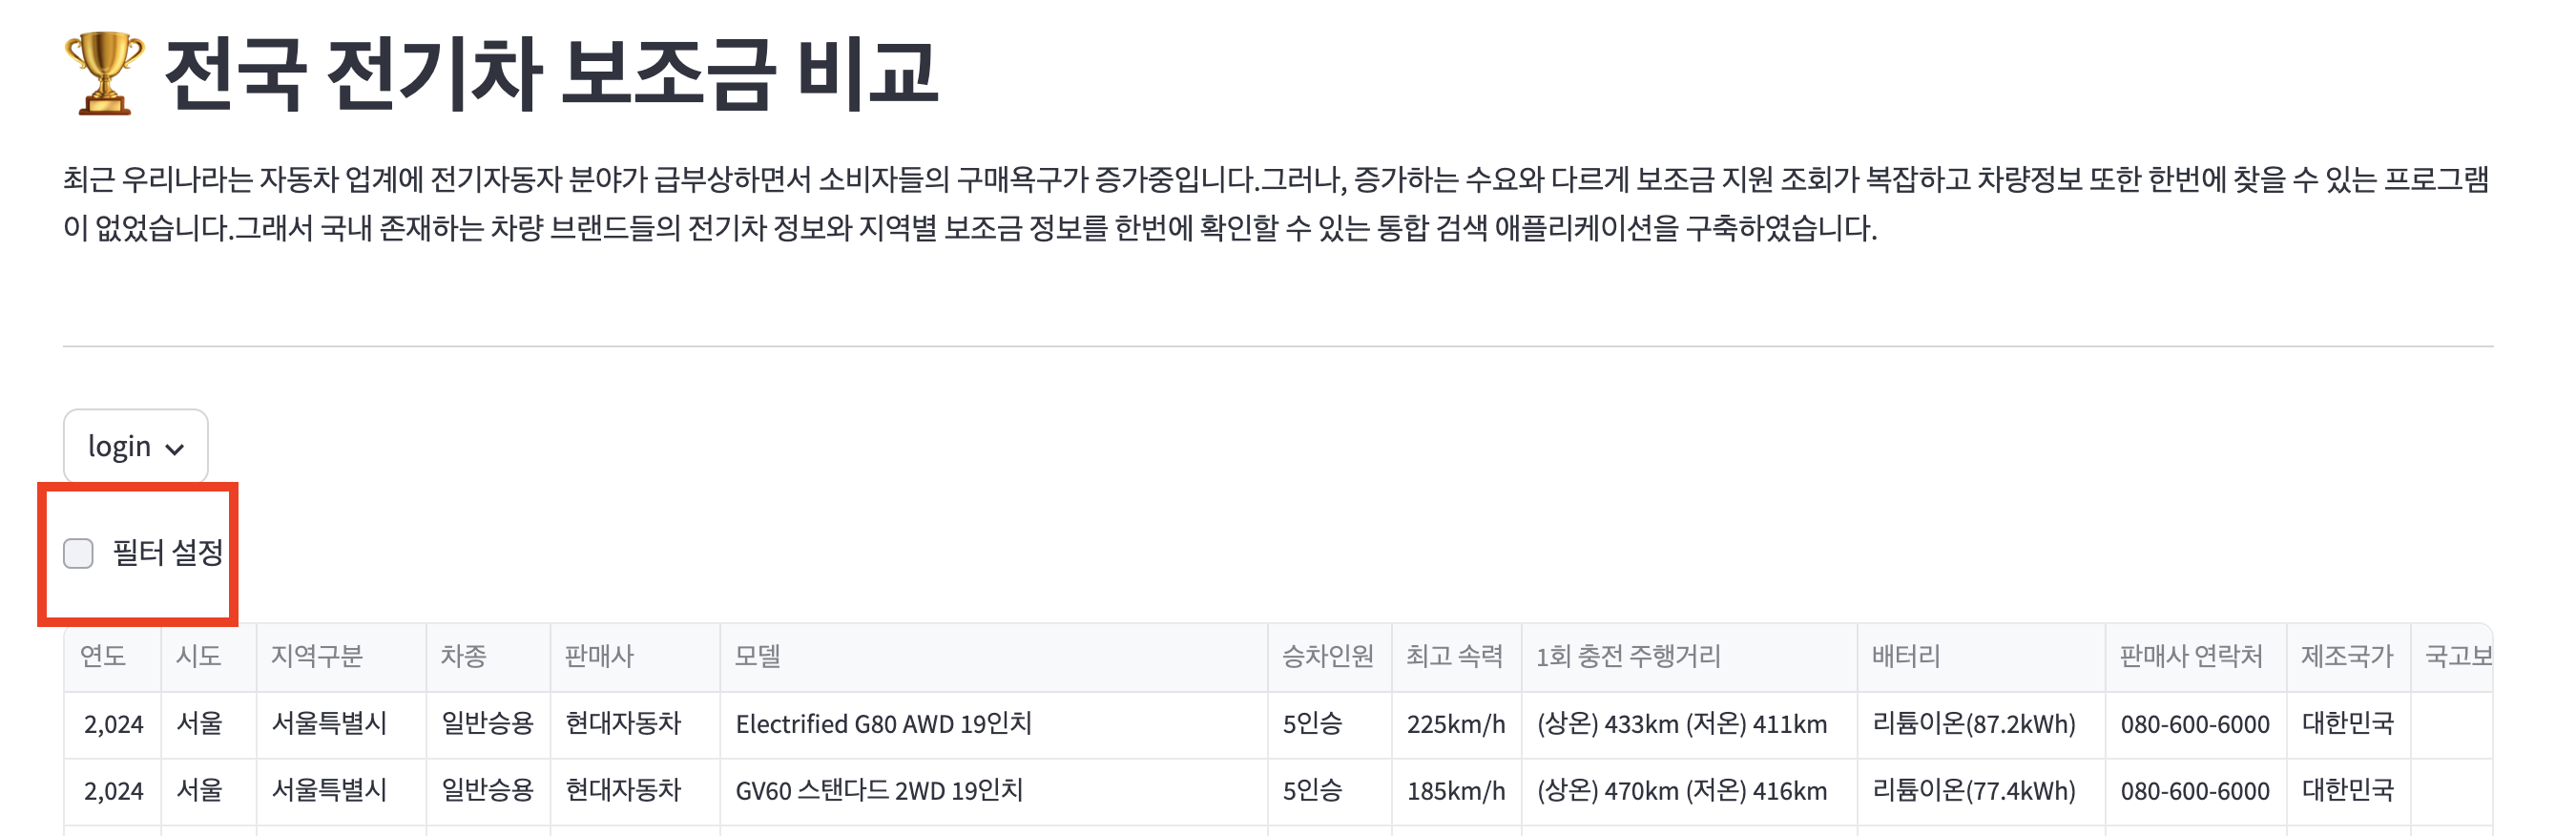 🏆 전국 전기차 보조금 비교
최근 우리나라는 자동차 업계에 전기자동자 분야가 급부상하면서 소비자들의 구매욕구가 증가중입니다.그러나, 증가하는 수요와 다르게 보조금 지원 조회가 복잡하고 차량정보 또한 한번에 찾을 수 있는 프로그램
이 없었습니다.그래서 국내 존재하는 차량 브랜드들의 전기차 정보와 지역별 보조금 정보를 한번에 확인할 수 있는 통합 검색 애플리케이션을 구축하였습니다.
login
필터 설정
연도 시도 지역구분 차종 판매사 모델 승차인원 최고 속력 1회 충전 주행거리 배터리 판매사 연락처 제조국가 국고보
2,024 서울 서울특별시 일반승용 현대자동차 Electrified G80 AWD 19인치 5인승 225km/h (상온) 433km (저온) 411km 리튬이온(87.2kWh) 080-600-6000 대한민국
2,024 서울 서울특별시 일반승용 현대자동차 GV60 스탠다드 2WD 19인치 5인승 185km/h (상온) 470km (저온) 416km 리튬이온(77.4kWh) 080-600-6000 대한민국